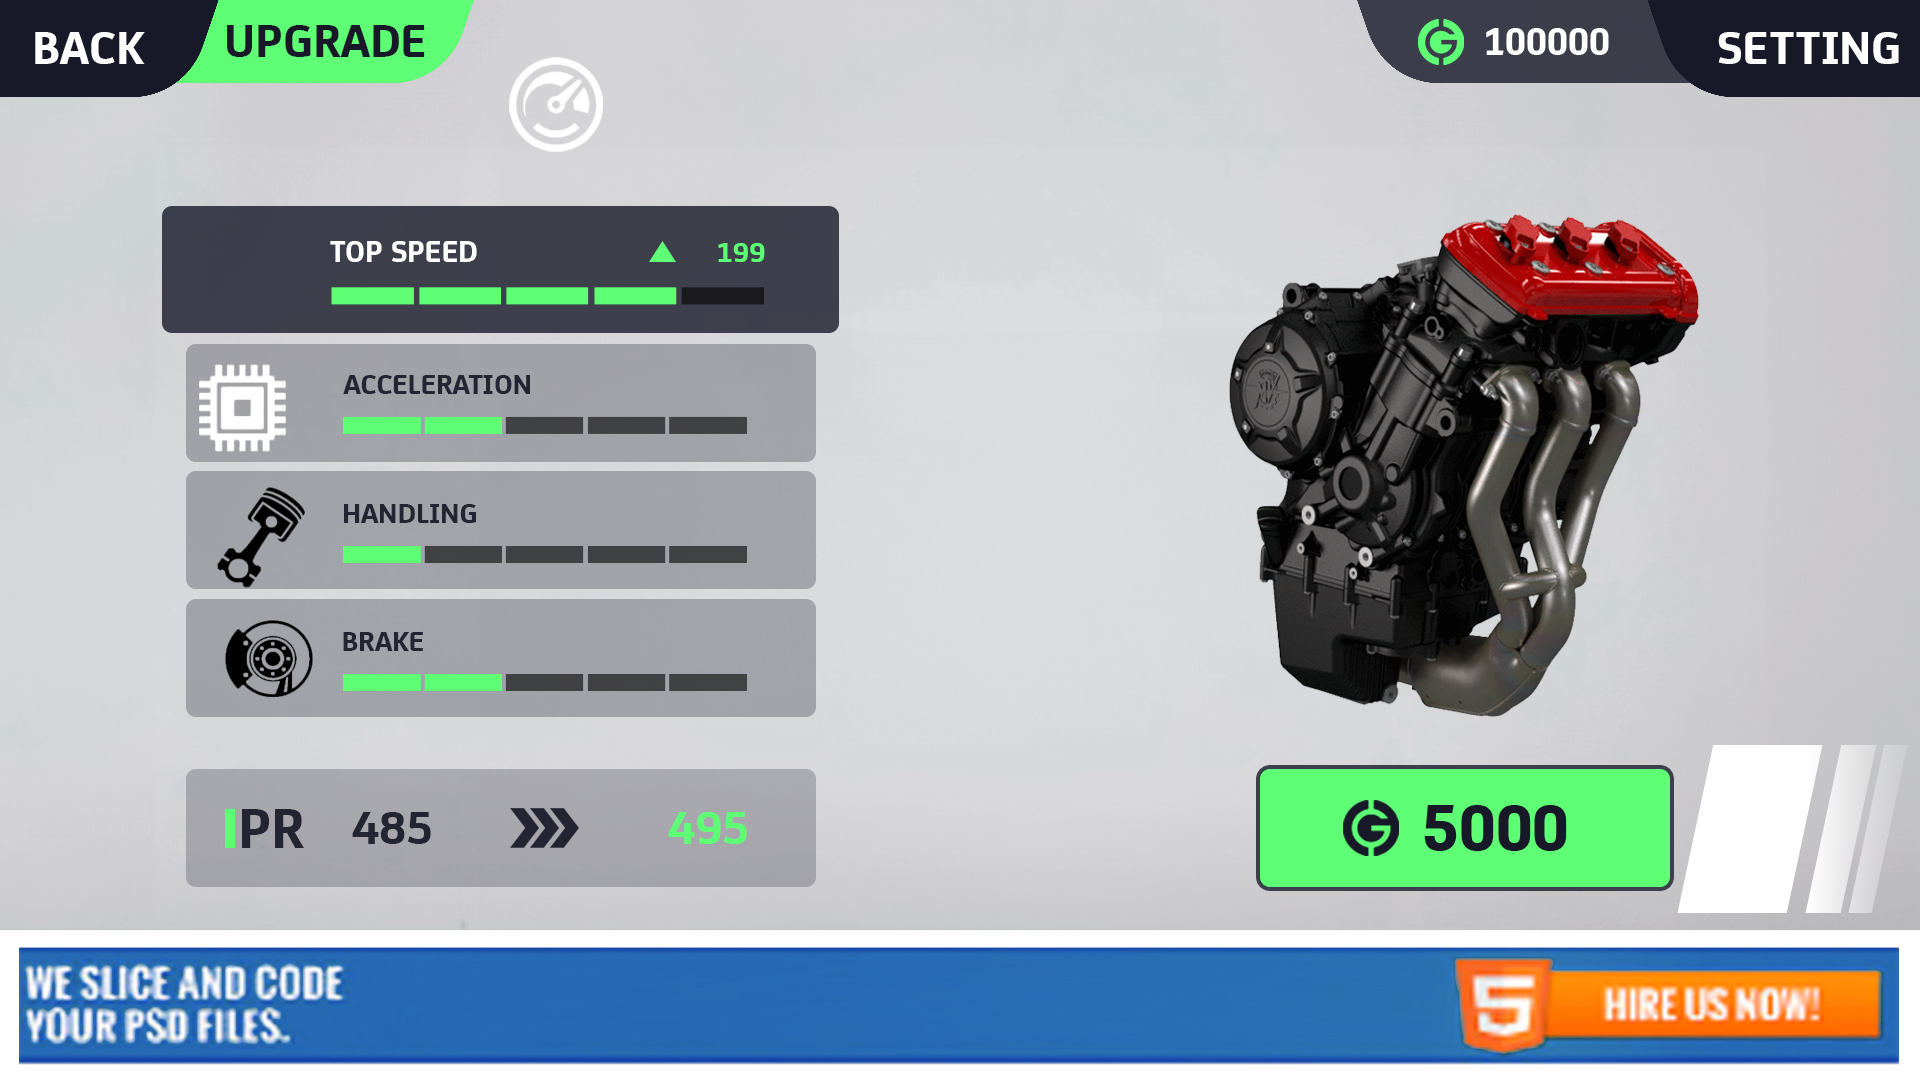 BACK
UPGRADE
100000
SETTING
TOP SPEED
199
ACCELERATION
HANDLING
BRAKE
PR
485
495
5000
WE SLICE AND CODE
YOUR PSD FILES.
HIRE US NOW!